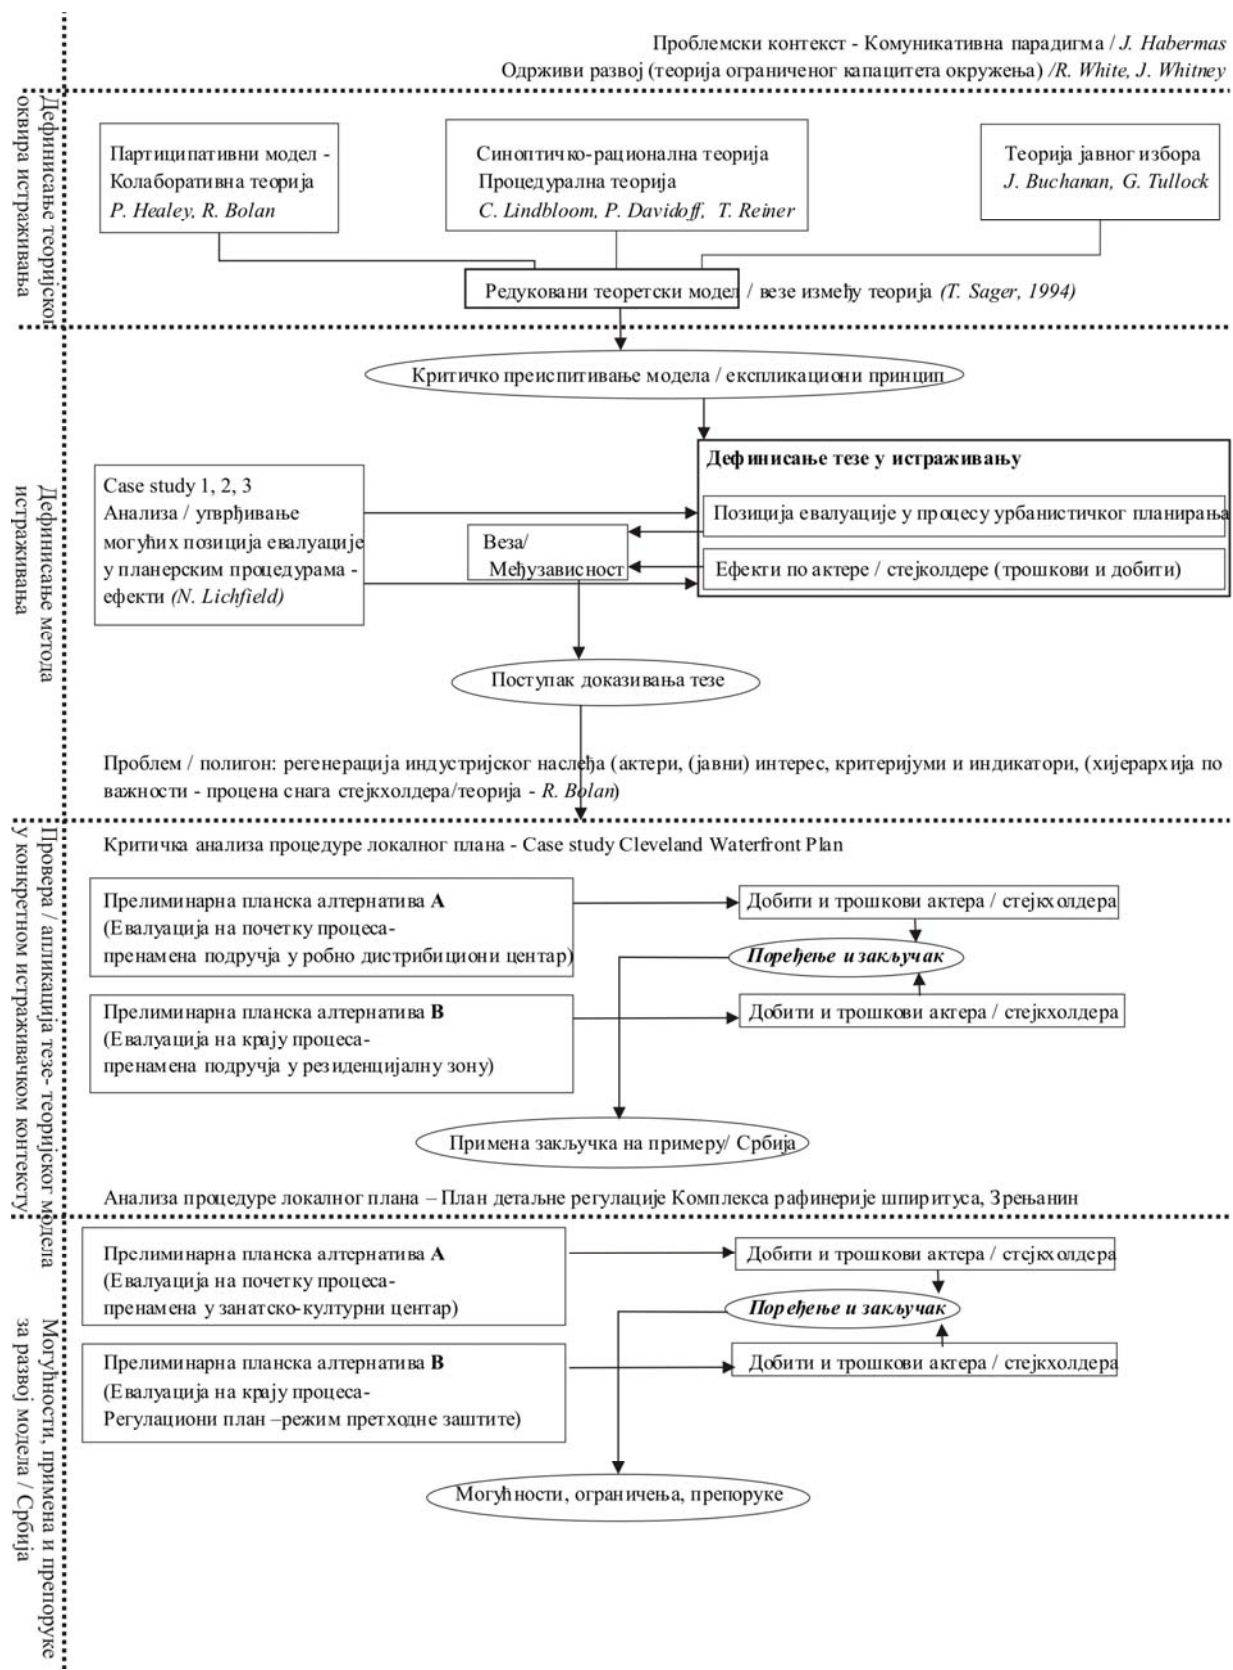 Проблемски контекст - Комуникативна парадигма / J. Habermas
Одрживи развој (теорија ограниченог капацитета окружења) /R. White, J. Whitney
Дефинисање теоријског
оквира истраживања
Партиципативни модел -
Колаборативна теорија
P. Healey, R. Bolan
Синоптичко-рационална теорија
Процедурална теорија
C. Lindbloom, P. Davidoff, T. Reiner
Теорија јавног избора
J. Buchanan, G. Tullock
Редуковани теоретски модел / везе између теорија (T. Sager, 1994)
Критичко преиспитивање модела / експликациони принцип
Дефинисање метода
истраживања
Case study 1, 2, 3
Анализа / утврђивање
могућих позиција евалуације
у планерским процедурама -
ефекти (N. Lichfield)
Веза/
Међузависност
Дефинисање тезе у истраживању
Позиција евалуације у процесу урбанистичког планирања
Ефекти по актере / стејколдере (трошкови и добити)
Поступак доказивања тезе
Проблем / полигон: регенерација индустријског наслеђа (актери, (јавни) интерес, критеријуми и индикатори, (хијерархија по
важности - процена снага стејкхолдера/теорија - R. Bolan)
Провера / апликација тезе- теоријског модела
у конкретном истраживачком контексту
Критичка анализа процедуре локалног плана - Case study Cleveland Waterfront Plan
Прелиминарна планска алтернатива А
(Евалуација на почетку процеса-
пренамена подручја у робно дистрибициони центар)
Добити и трошкови актера / стејкхолдера
Поређење и закључак
Прелиминарна планска алтернатива В
(Евалуација на крају процеса-
пренамена подручја у резиденцијалну зону)
Добити и трошкови актера / стејкхолдера
Примена закључка на примеру/ Србија
Анализа процедуре локалног плана – План детаљне регулације Комплекса рафинерије шпиритуса, Зрењанин
Могућности, примена и препоруке
за развој модела / Србија
Прелиминарна планска алтернатива А
(Евалуација на почетку процеса-
пренамена у занатско-културни центар)
Добити и трошкови актера / стејкхолдера
Поређење и закључак
Прелиминарна планска алтернатива В
(Евалуација на крају процеса-
Регулациони план –режим претходне заштите)
Добити и трошкови актера / стејкхолдера
Могућности, ограничења, препоруке